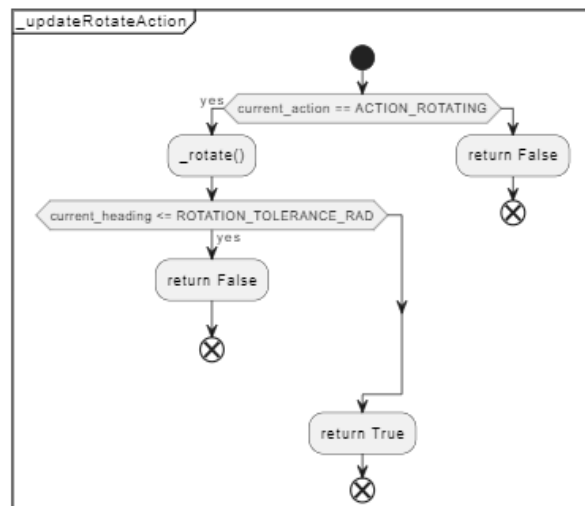 _updateRotateAction
yes
current_action == ACTION_ROTATING
_rotate()
return False
current_heading <= ROTATION_TOLERANCE_RAD
yes
return False
return True